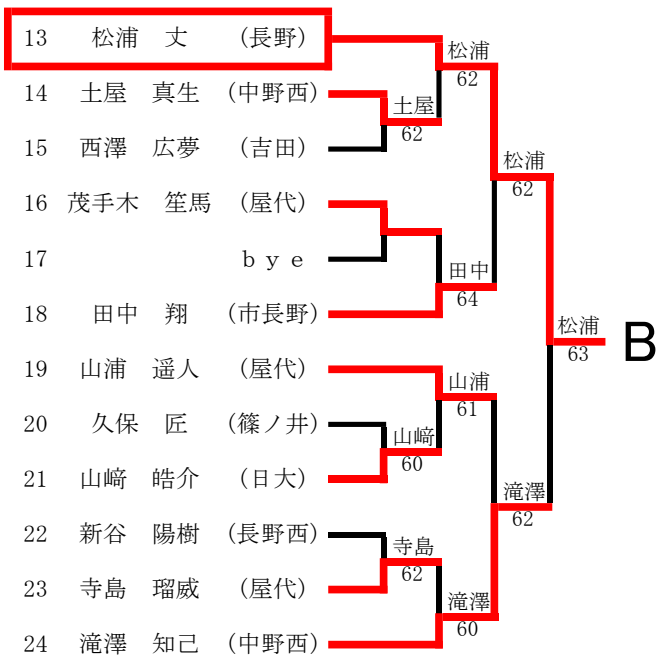 13 松浦 丈 (長野)
松浦
62
14 土屋 真生 (中野西)
土屋
62
15 西澤 広夢 (吉田)
松浦
62
16 茂手木 笙馬 (屋代)
17 bye
田中
64
18 田中 翔 (市長野)
松浦
63
B
19 山浦 遥人 (屋代)
山浦
61
20 久保 匠 (篠ノ井)
山﨑
60
21 山﨑 皓介 (日大)
滝澤
62
22 新谷 陽樹 (長野西)
寺島
62
23 寺島 瑠威 (屋代)
滝澤
60
24 滝澤 知己 (中野西)